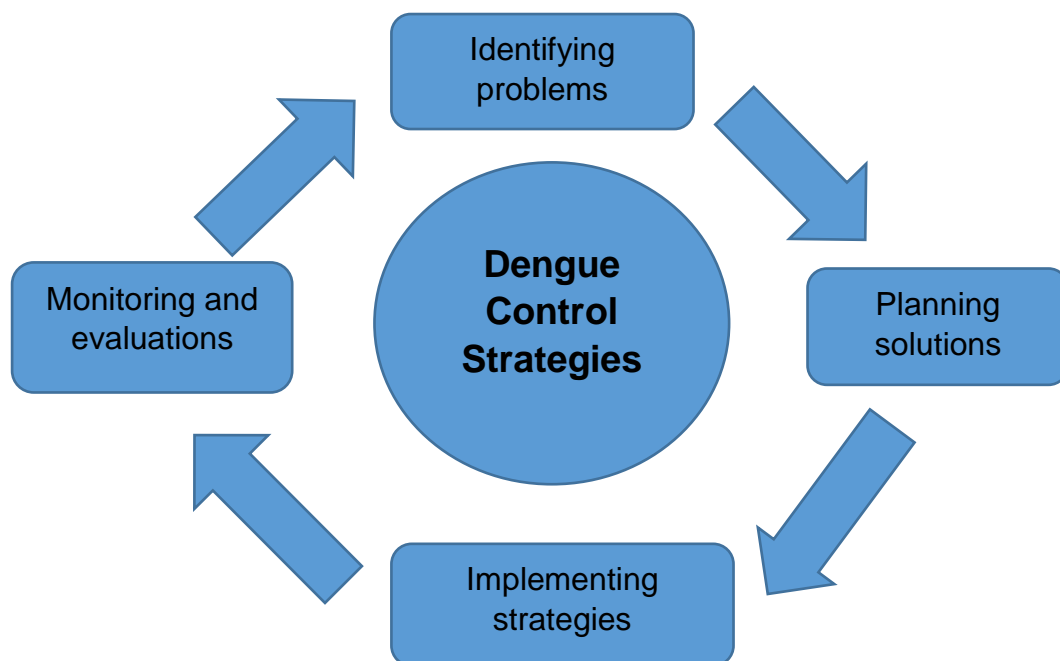 Identifying
problems
Dengue
Control
Strategies
Monitoring and
evaluations
Planning
solutions
Implementing
strategies